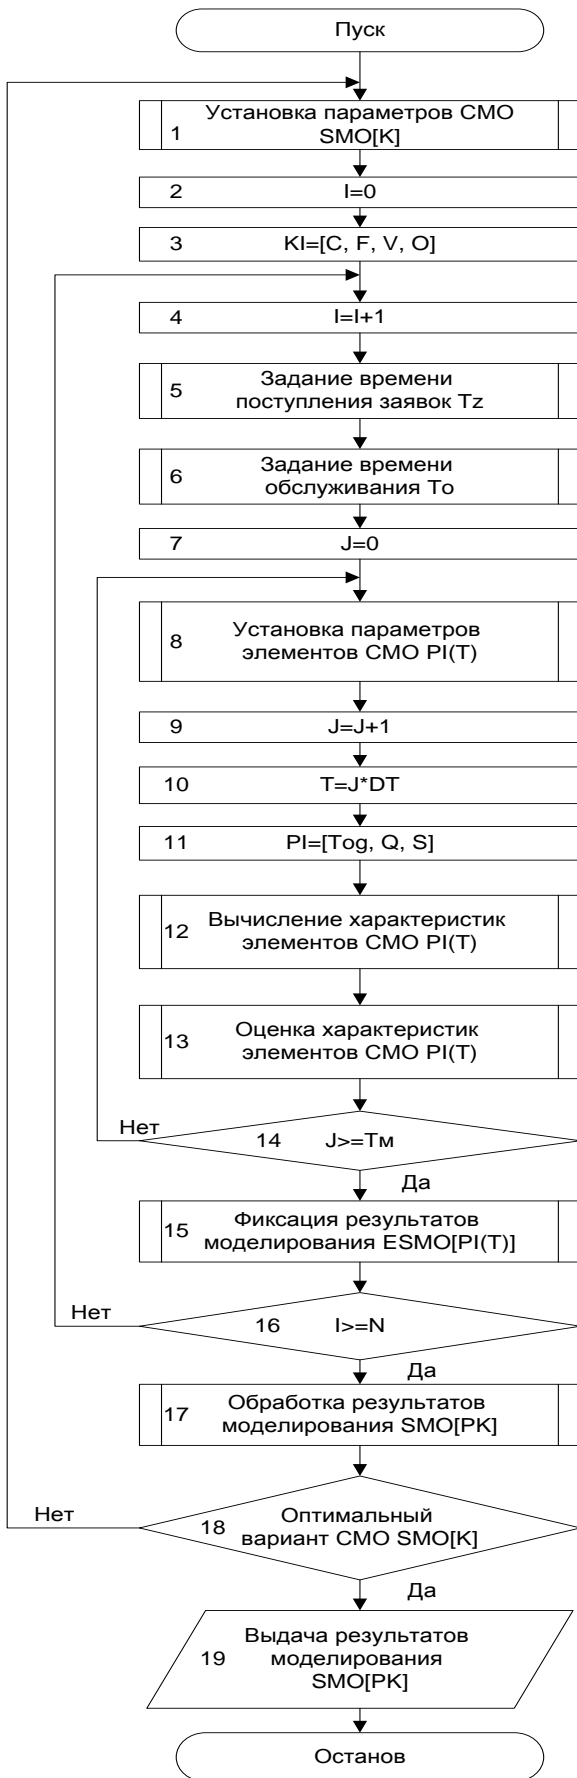 Пуск
Установка параметров СМО
1 SMO[K]
2 I=0
3 KI=[C, F, V, O]
4 I=I+1
Задание времени
5 поступления заявок Tz
Задание времени
6 обслуживания To
7 J=0
Установка параметров
8 элементов СМО PI(T)
9 J=J+1
10 T=J*DT
11 PI=[Tog, Q, S]
12 Вычисление характеристик
элементов СМО PI(T)
Оценка характеристик
13 элементов СМО PI(T)
Нет
14 J>=Tм
Да
Фиксация результатов
15 моделирования ESMO[PI(T)]
Нет
16 I>=N
Да
Обработка результатов
17 моделирования SMO[PK]
Нет
Оптимальный
18 вариант СМО SMO[K]
Да
Выдача результатов
19 моделирования
SMO[PK]
Останов